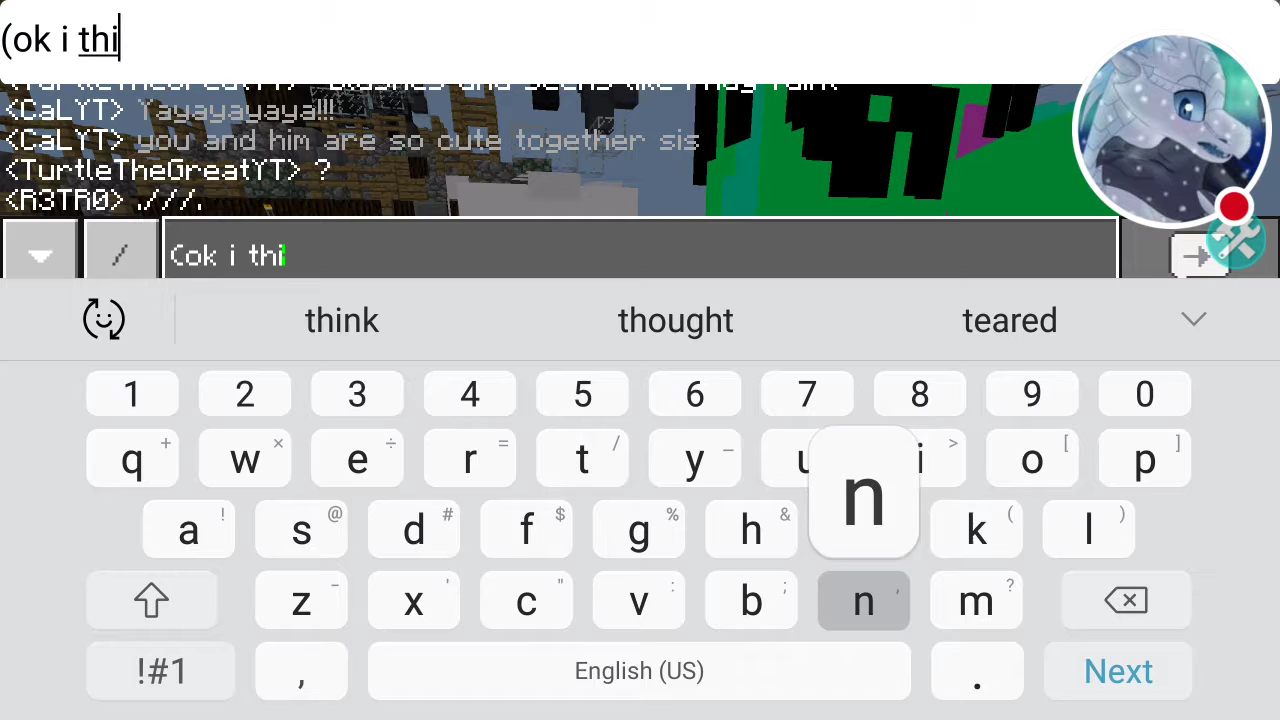 (ok i thi
<CaLYT> Yayayayaya!!!
<CaLYT> you and him are so cute together sis
<TurtleTheGreatYT> ?
<R3TR0> .///.
/ (ok i thi
think thought teared
1 2 3 4 5 6 7 8 9 0
q + w × e ÷ r = t / y _ u i > o [ p ]
n
a ! s @ d # f $ g % h & k ( l )
z - x ' c " v : b ; n , m ?
!#1 , English (US) . Next